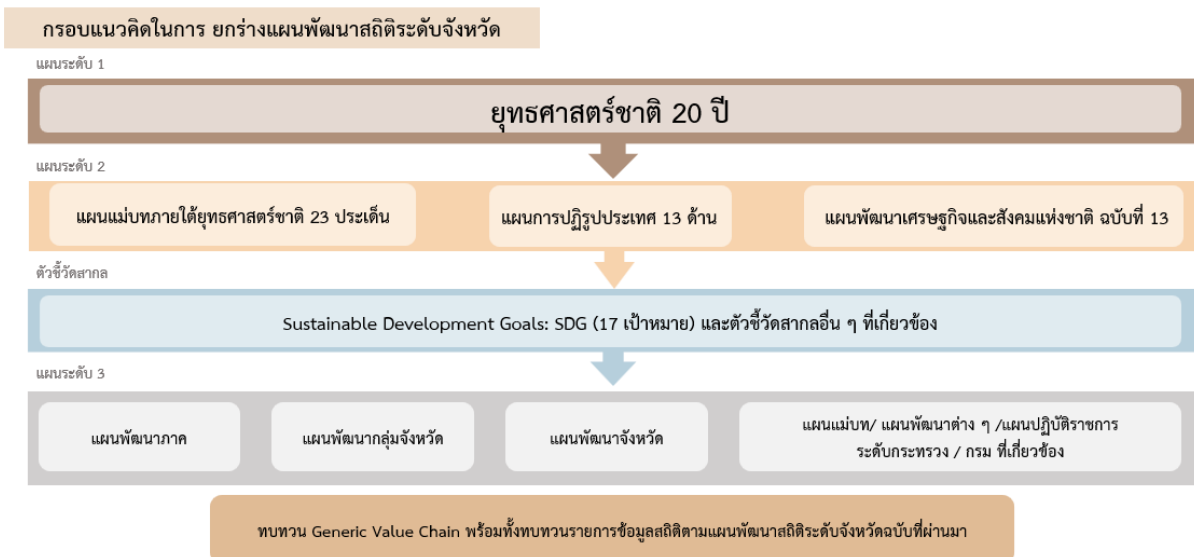 กรอบแนวคิดในการ ยกร่างแผนพัฒนาสถิติระดับจังหวัด
แผนระดับ 1
ยุทธศาสตร์ชาติ 20 ปี
แผนระดับ 2
แผนแม่บทภายใต้ยุทธศาสตร์ชาติ 23 ประเด็น
แผนการปฏิรูปประเทศ 13 ด้าน
แผนพัฒนาเศรษฐกิจและสังคมแห่งชาติ ฉบับที่ 13
ตัวชี้วัดสากล
Sustainable Development Goals: SDG (17 เป้าหมาย) และตัวชี้วัดสากลอื่น ๆ ที่เกี่ยวข้อง
แผนระดับ 3
แผนพัฒนาภาค
แผนพัฒนากลุ่มจังหวัด
แผนพัฒนาจังหวัด
แผนแม่บท/ แผนพัฒนาต่าง ๆ /แผนปฏิบัติราชการ
ระดับกระทรวง / กรม ที่เกี่ยวข้อง
ทบทวน Generic Value Chain พร้อมทั้งทบทวนรายการข้อมูลสถิติตามแผนพัฒนาสถิติระดับจังหวัดฉบับที่ผ่านมา